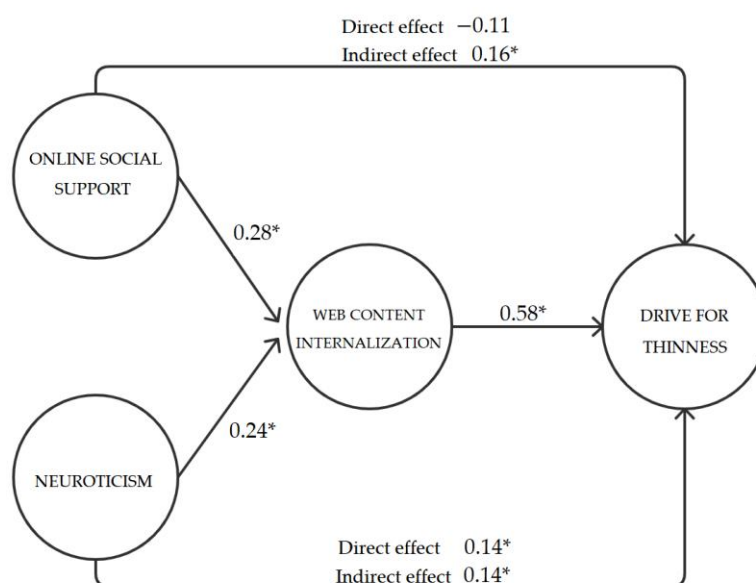 Direct effect −0.11
Indirect effect 0.16*
ONLINE SOCIAL
SUPPORT
0.28*
WEB CONTENT
INTERNALIZATION
0.58*
DRIVE FOR
THINNESS
0.24*
NEUROTICISM
Direct effect 0.14*
Indirect effect 0.14*